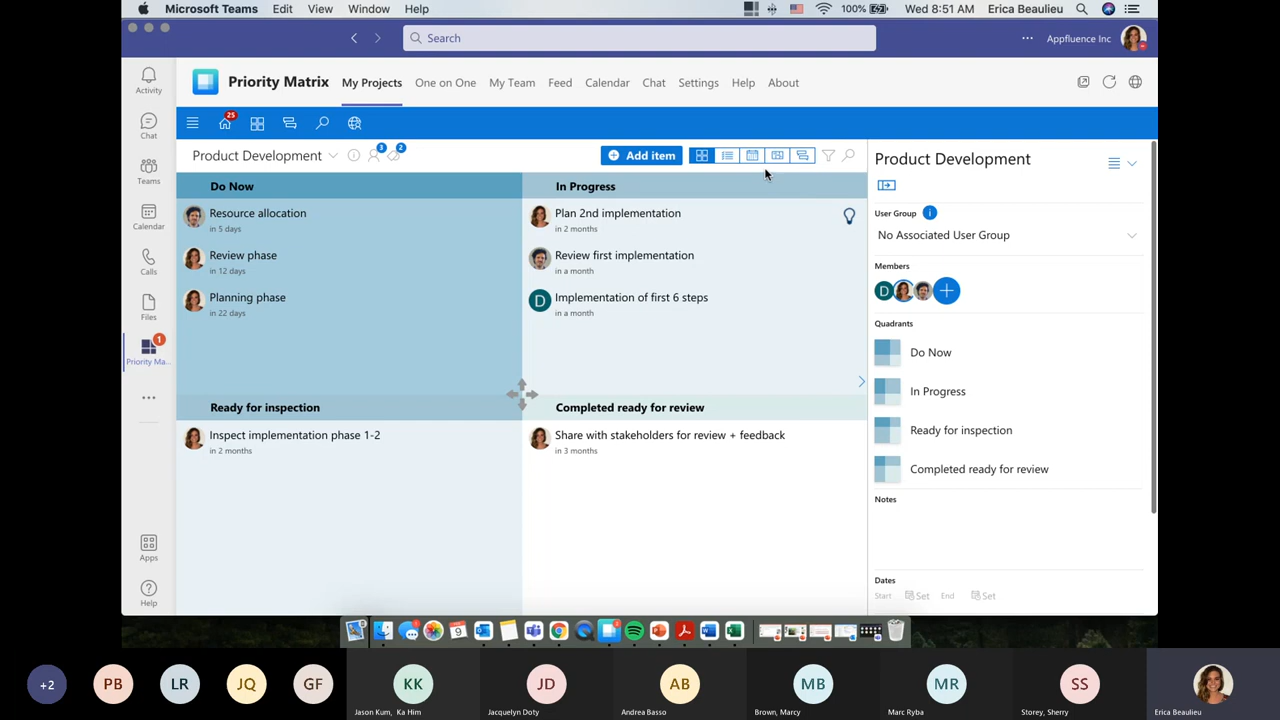 Microsoft Teams Edit View Window Help 100% Wed 8:51 AM Erica Beaulieu
Search
Appfluence Inc
Priority Matrix My Projects One on One My Team Feed Calendar Chat Settings Help About
Activity
Chat
Teams
Calendar
Calls
Files
1
Priority Ma...
Apps
Help
25
Product Development 3 2 Add item
Do Now
Resource allocation
in 5 days
Review phase
in 12 days
Planning phase
in 22 days
In Progress
Plan 2nd implementation
in 2 months
Review first implementation
in a month
D Implementation of first 6 steps
in a month
Ready for inspection
Inspect implementation phase 1-2
in 2 months
Completed ready for review
Share with stakeholders for review + feedback
in 3 months
Product Development
User Group i
No Associated User Group
Members
D
Quadrants
Do Now
In Progress
Ready for inspection
Completed ready for review
Notes
Dates
Start Set End Set
9
+2 PB LR JQ GF KK JD AB MB MR SS
Jason Kum, Ka Him Jacquelyn Doty Andrea Basso Brown, Marcy Marc Ryba Storey, Sherry Erica Beaulieu